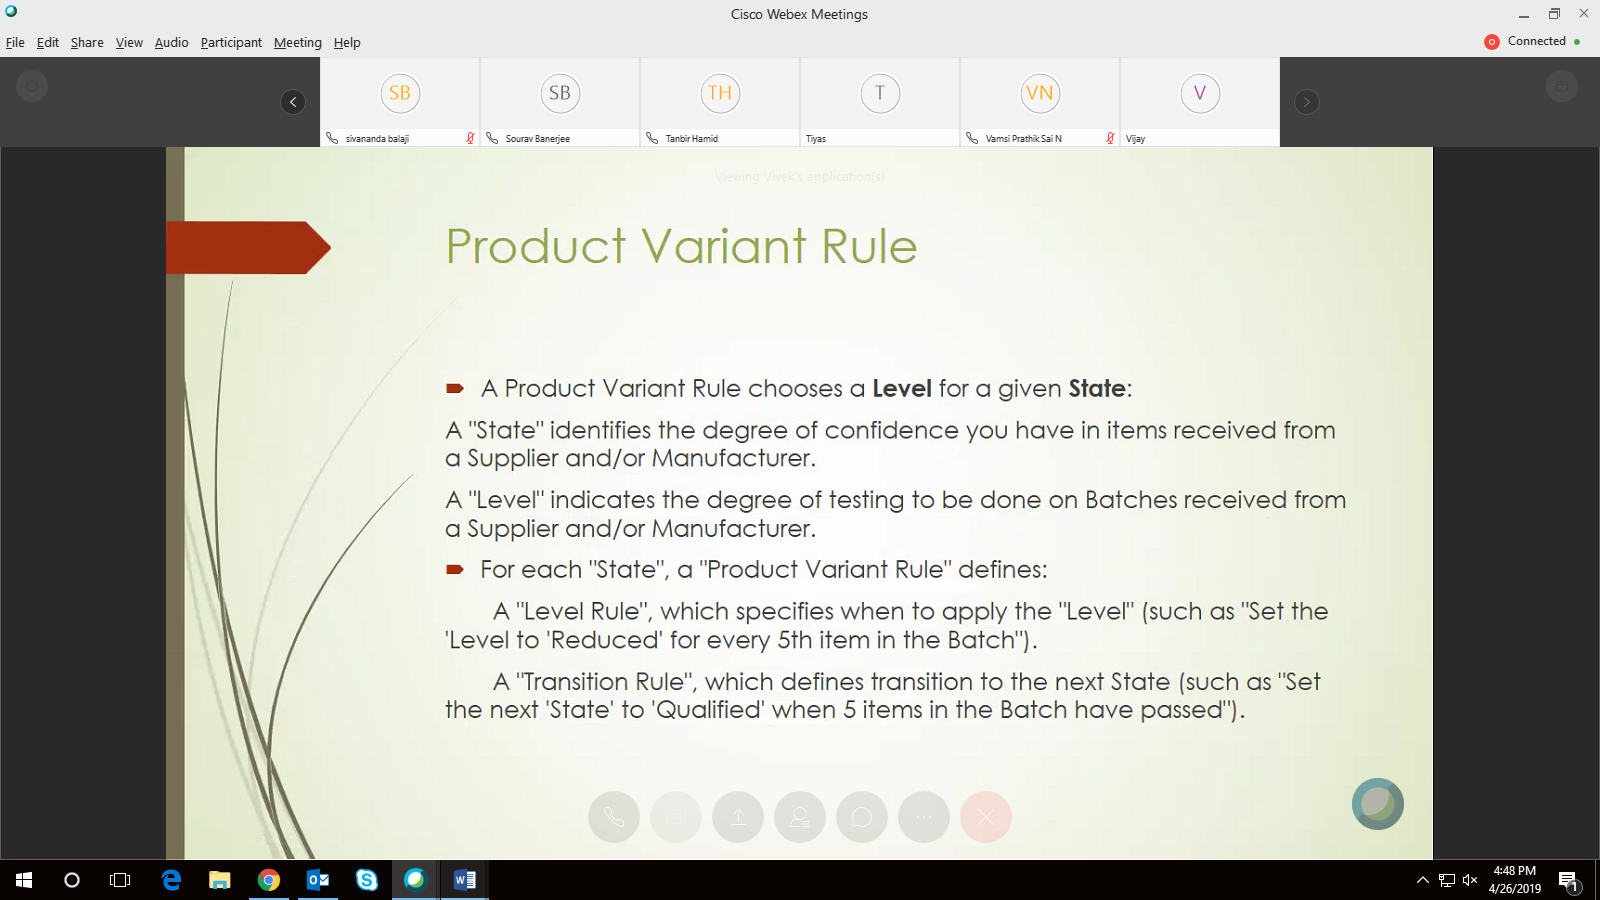 Cisco Webex Meetings
File Edit Share View Audio Participant Meeting Help
Connected
SB SB TH T VN V
sivananda balaji Sourav Banerjee Tanbir Hamid Tiyas Vamsi Prathik Sai N Vijay
Viewing Vivek's application(s)
Product Variant Rule
A Product Variant Rule chooses a Level for a given State:
A "State" identifies the degree of confidence you have in items received from
a Supplier and/or Manufacturer.
A "Level" indicates the degree of testing to be done on Batches received from
a Supplier and/or Manufacturer.
For each "State", a "Product Variant Rule" defines:
A "Level Rule", which specifies when to apply the "Level" (such as "Set the
'Level to 'Reduced' for every 5th item in the Batch").
A "Transition Rule", which defines transition to the next State (such as "Set
the next 'State' to 'Qualified' when 5 items in the Batch have passed").
4:48 PM
4/26/2019
1